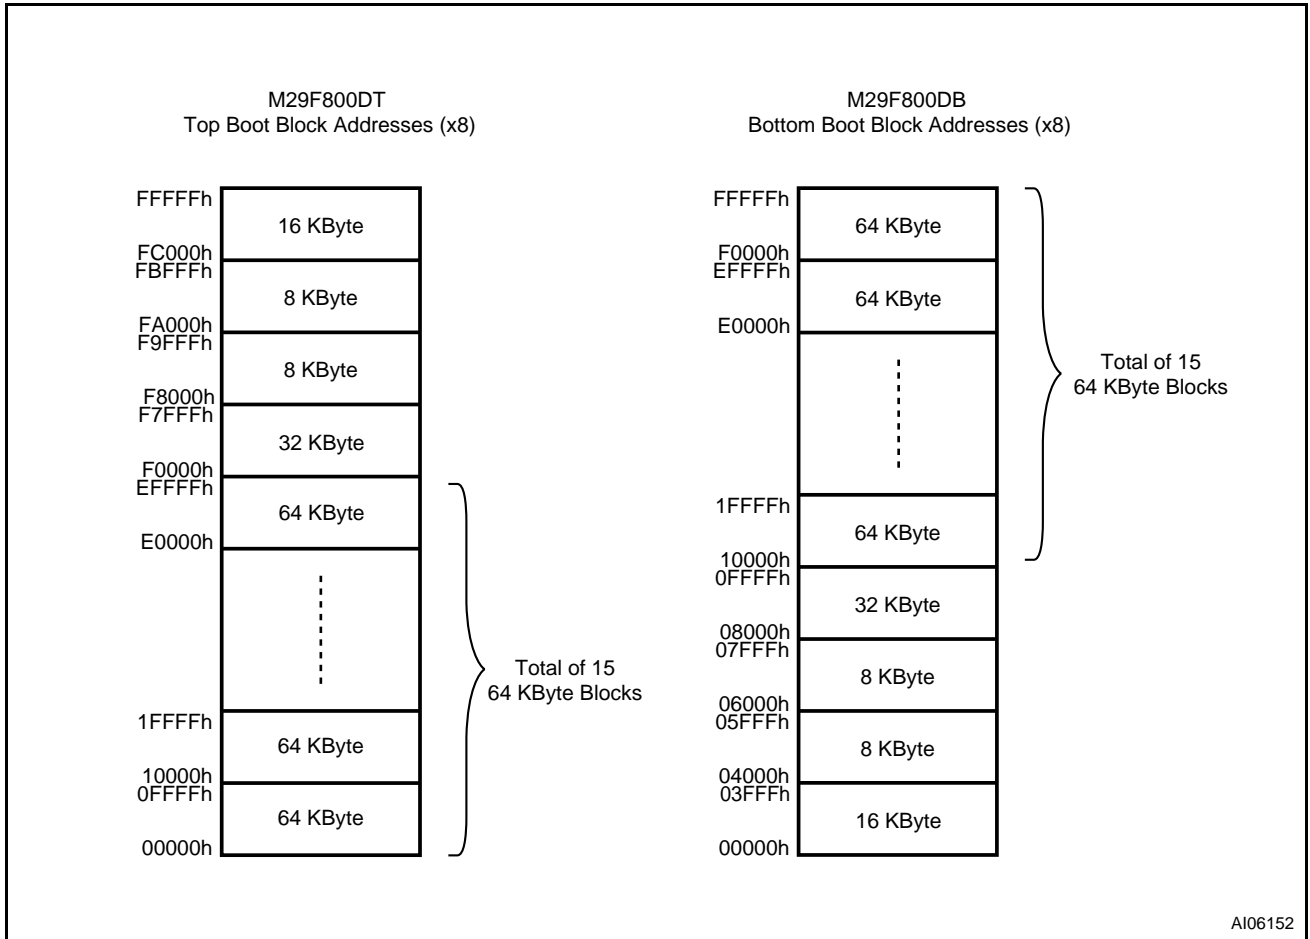 M29F800DT
Top Boot Block Addresses (x8)
FFFFFh
16 KByte
FC000h
FBFFFh
8 KByte
FA000h
F9FFFh
8 KByte
F8000h
F7FFFh
32 KByte
F0000h
EFFFFh
64 KByte
E0000h
Total of 15
64 KByte Blocks
1FFFFh
64 KByte
10000h
0FFFFh
64 KByte
00000h
M29F800DB
Bottom Boot Block Addresses (x8)
FFFFFh
64 KByte
F0000h
EFFFFh
64 KByte
E0000h
Total of 15
64 KByte Blocks
1FFFFh
64 KByte
10000h
0FFFFh
32 KByte
08000h
07FFFh
8 KByte
06000h
05FFFh
8 KByte
04000h
03FFFh
16 KByte
00000h
AI06152